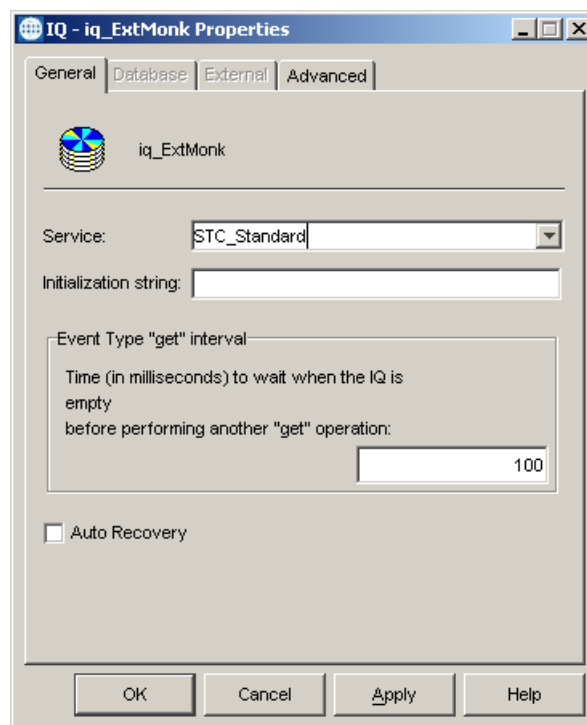 IQ - iq_ExtMonk Properties
General Database External Advanced
iq_ExtMonk
Service: STC_Standard
Initialization string:
Event Type "get" interval
Time (in milliseconds) to wait when the IQ is
empty
before performing another "get" operation:
100
Auto Recovery
OK Cancel Apply Help